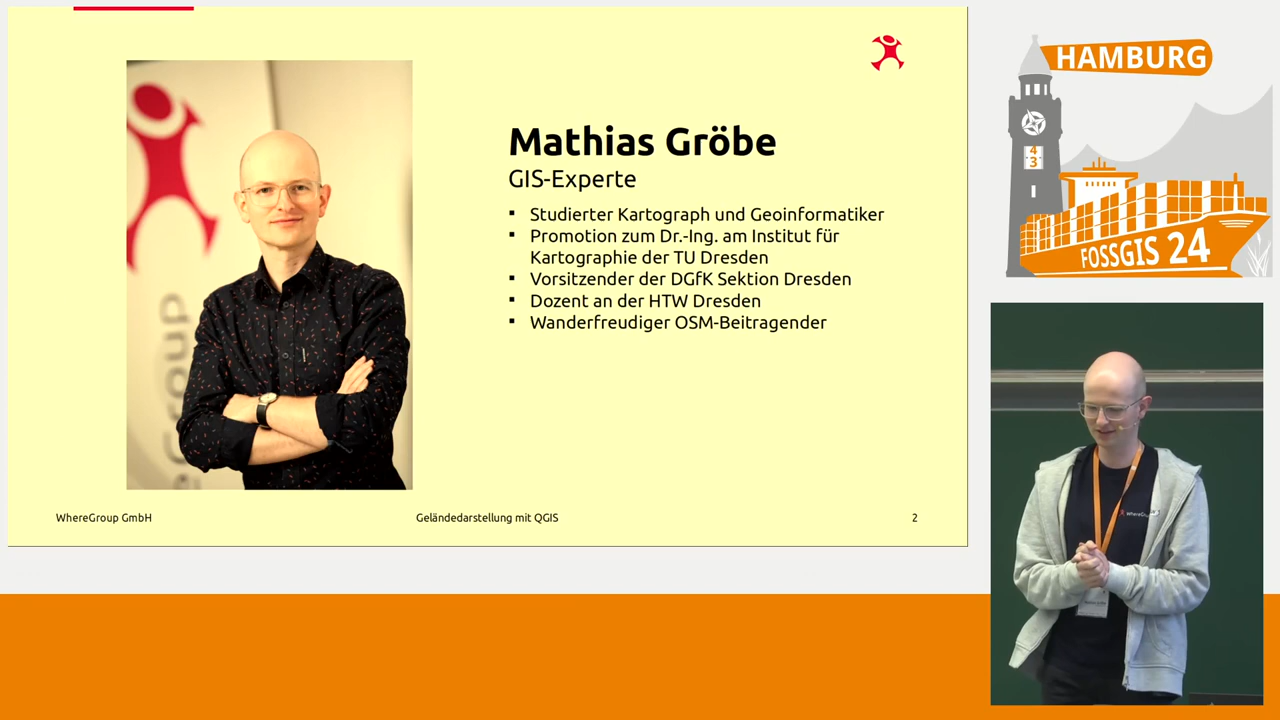 Mathias Gröbe
GIS-Experte
▪ Studierter Kartograph und Geoinformatiker
▪ Promotion zum Dr.-Ing. am Institut für
Kartographie der TU Dresden
▪ Vorsitzender der DGfK Sektion Dresden
▪ Dozent an der HTW Dresden
▪ Wanderfreudiger OSM-Beitragender
WhereGroup GmbH
Geländedarstellung mit QGIS
2
HAMBURG
4
3
FOSSGIS 24